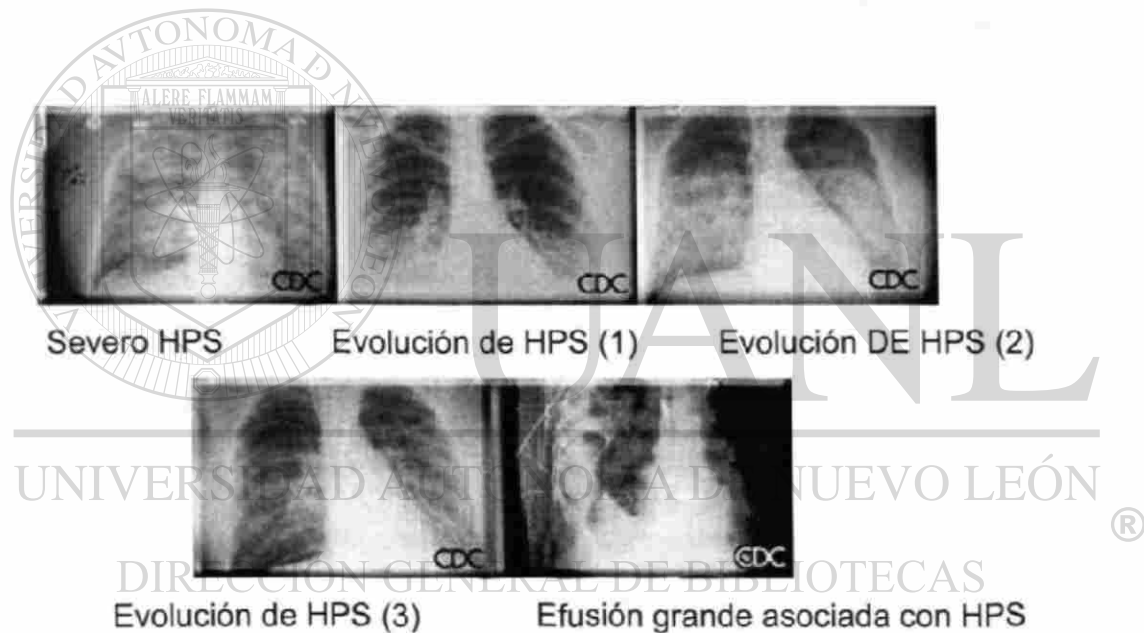 ALERE FLAMMAM
VERITATIS
CDC
CDC
CDC
Severo HPS
Evolución de HPS (1)
Evolución DE HPS (2)
UANL
CDC
CDC
UNIVERSIDAD AUTÓNOMA DE NUEVO LEÓN
®
DIRECCIÓN GENERAL DE BIBLIOTECAS
Evolución de HPS (3)
Efusión grande asociada con HPS